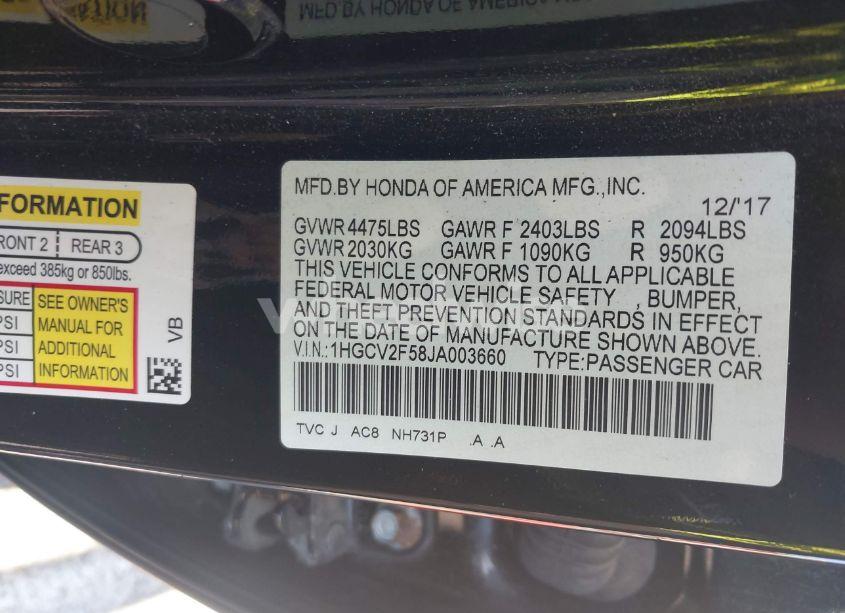 FORMATION
FRONT 2 REAR 3
exceed 385kg or 850lbs.
SURE SEE OWNER'S
PSI MANUAL FOR
PSI ADDITIONAL
PSI INFORMATION
VB
MFD.BY HONDA OF AMERICA MFG.,INC.
12/'17
GVWR 4475LBS GAWR F 2403LBS R 2094LBS
GVWR 2030KG GAWR F 1090KG R 950KG
THIS VEHICLE CONFORMS TO ALL APPLICABLE
FEDERAL MOTOR VEHICLE SAFETY , BUMPER,
AND THEFT PREVENTION STANDARDS IN EFFECT
ON THE DATE OF MANUFACTURE SHOWN ABOVE.
V.I.N.:1HGCV2F58JA003660 TYPE:PASSENGER CAR
TVC J AC8 NH731P .A .A